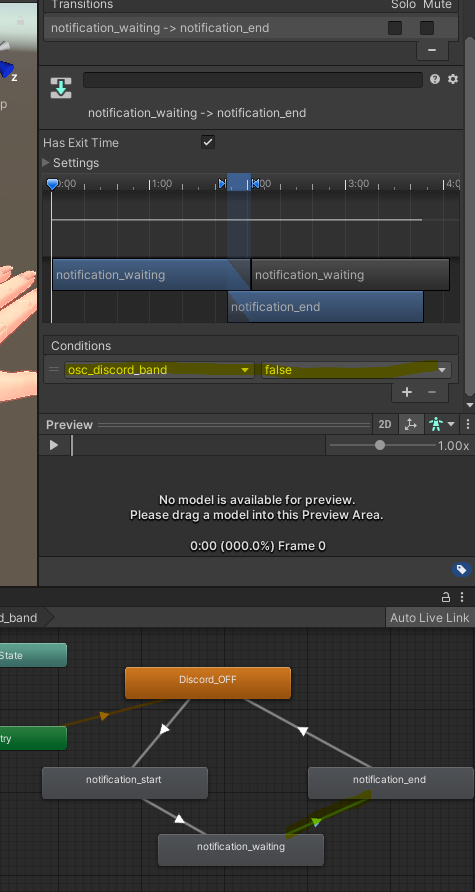 Transitions
Solo Mute
notification_waiting -> notification_end
z
p
notification_waiting -> notification_end
Has Exit Time
Settings
0:00 1:00 2:00 3:00 4:0
notification_waiting notification_waiting
notification_end
Conditions
osc_discord_band false
Preview 2D
1.00x
No model is available for preview.
Please drag a model into this Preview Area.
0:00 (000.0%) Frame 0
d_band Auto Live Link
State
Discord_OFF
try
notification_start notification_end
notification_waiting